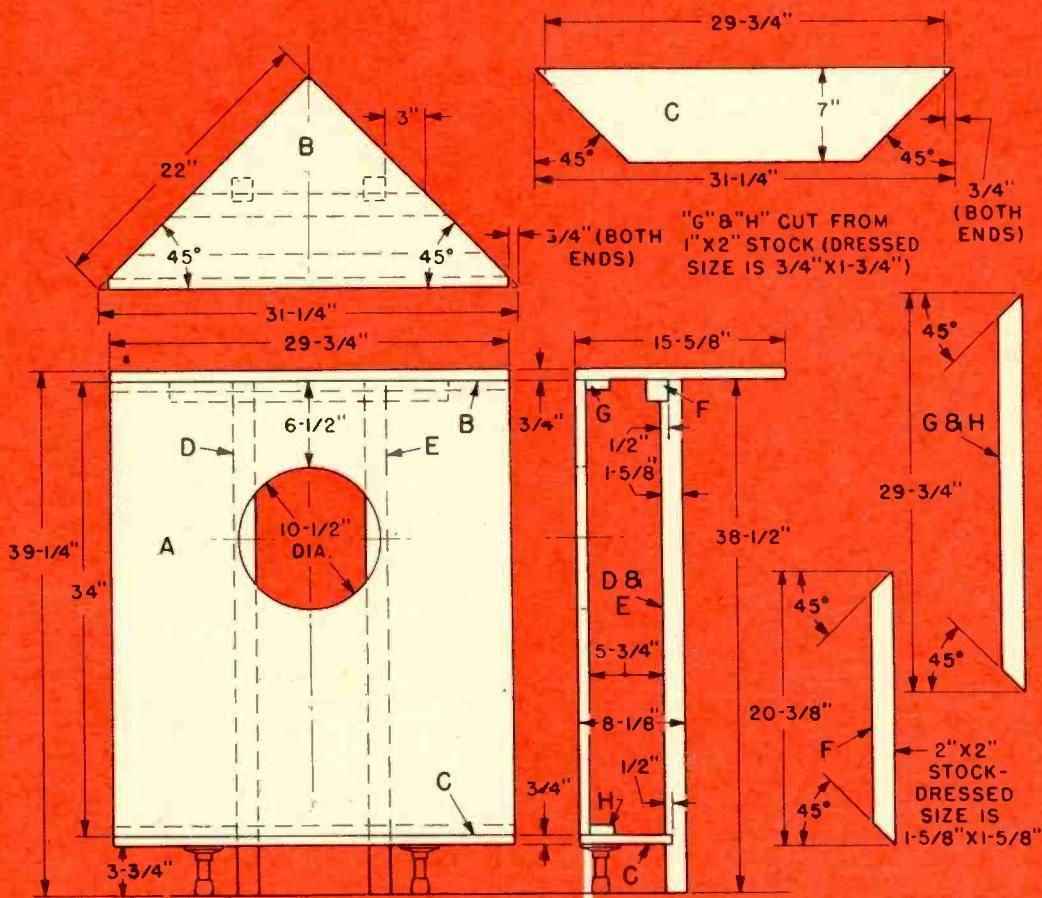 29-3/4"
C
7"
45°
45°
31-1/4"
3/4"
(BOTH
ENDS)
3"
B
22"
45°
45°
3/4" (BOTH
ENDS)
31-1/4"
"G" & "H" CUT FROM
1" X 2" STOCK (DRESSED
SIZE IS 3/4" X 1-3/4")
29-3/4"
6-1/2"
B
D
E
A
10-1/2"
DIA.
39-1/4"
34"
C
3-3/4"
15-5/8"
3/4"
G
F
1/2"
1-5/8"
38-1/2"
D &
E
5-3/4"
8-1/8"
3/4"
1/2"
H
C
45°
G & H
29-3/4"
45°
45°
20-3/8"
F
45°
2" X 2"
STOCK-
DRESSED
SIZE IS
1-5/8" X 1-5/8"